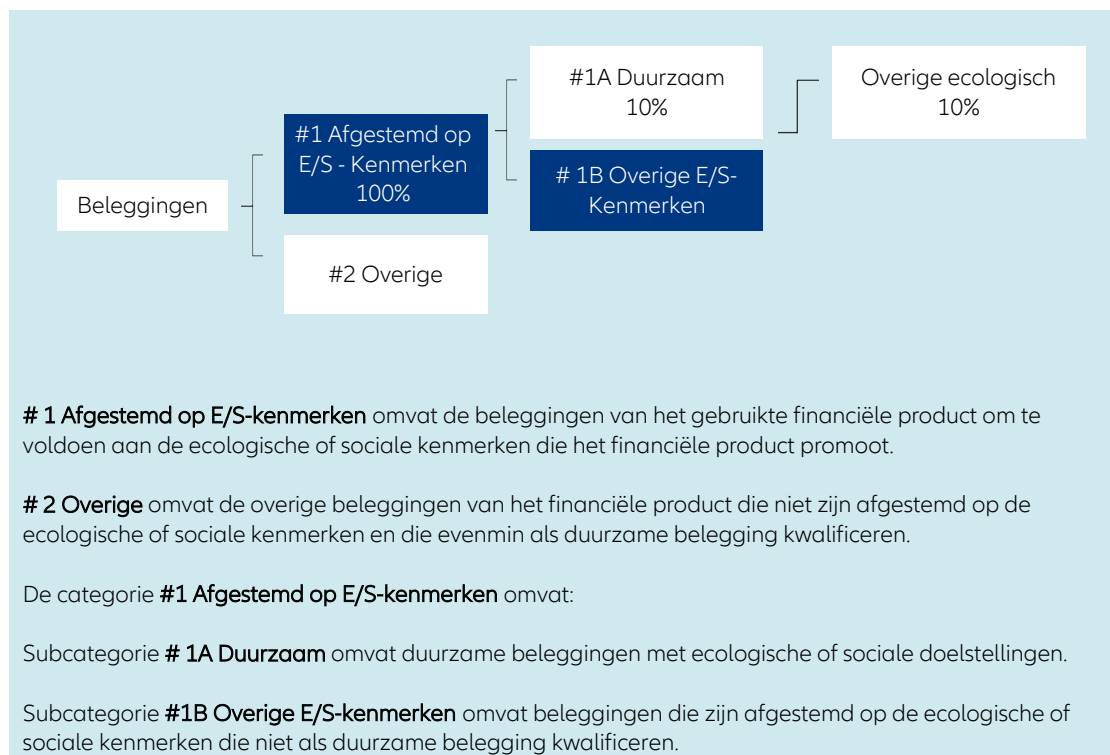 #1A Duurzaam
10%
Overige ecologisch
10%
#1 Afgestemd op
E/S - Kenmerken
100%
# 1B Overige E/S-
Kenmerken
Beleggingen
#2 Overige
# 1 Afgestemd op E/S-kenmerken omvat de beleggingen van het gebruikte financiële product om te
voldoen aan de ecologische of sociale kenmerken die het financiële product promoot.
# 2 Overige omvat de overige beleggingen van het financiële product die niet zijn afgestemd op de
ecologische of sociale kenmerken en die evenmin als duurzame belegging kwalificeren.
De categorie #1 Afgestemd op E/S-kenmerken omvat:
Subcategorie # 1A Duurzaam omvat duurzame beleggingen met ecologische of sociale doelstellingen.
Subcategorie #1B Overige E/S-kenmerken omvat beleggingen die zijn afgestemd op de ecologische of
sociale kenmerken die niet als duurzame belegging kwalificeren.